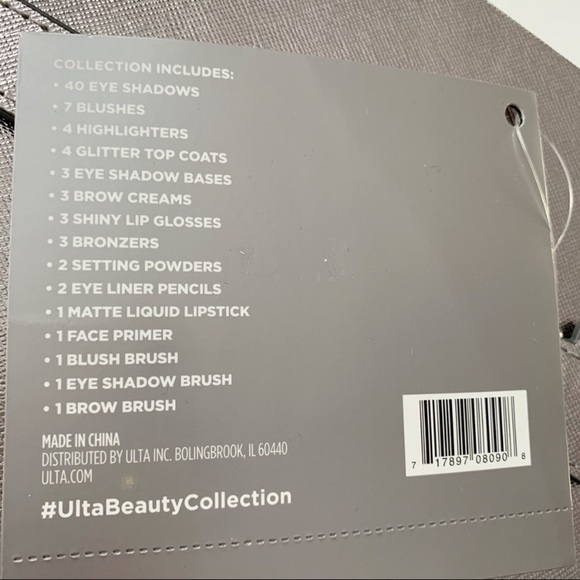 COLLECTION INCLUDES:
• 40 EYE SHADOWS
• 7 BLUSHES
• 4 HIGHLIGHTERS
• 4 GLITTER TOP COATS
• 3 EYE SHADOW BASES
• 3 BROW CREAMS
• 3 SHINY LIP GLOSSES
• 3 BRONZERS
• 2 SETTING POWDERS
• 2 EYE LINER PENCILS
• 1 MATTE LIQUID LIPSTICK
• 1 FACE PRIMER
• 1 BLUSH BRUSH
• 1 EYE SHADOW BRUSH
• 1 BROW BRUSH
MADE IN CHINA
DISTRIBUTED BY ULTA INC. BOLINGBROOK, IL 60440
ULTA.COM
#UltaBeautyCollection
7 17897 08090 8